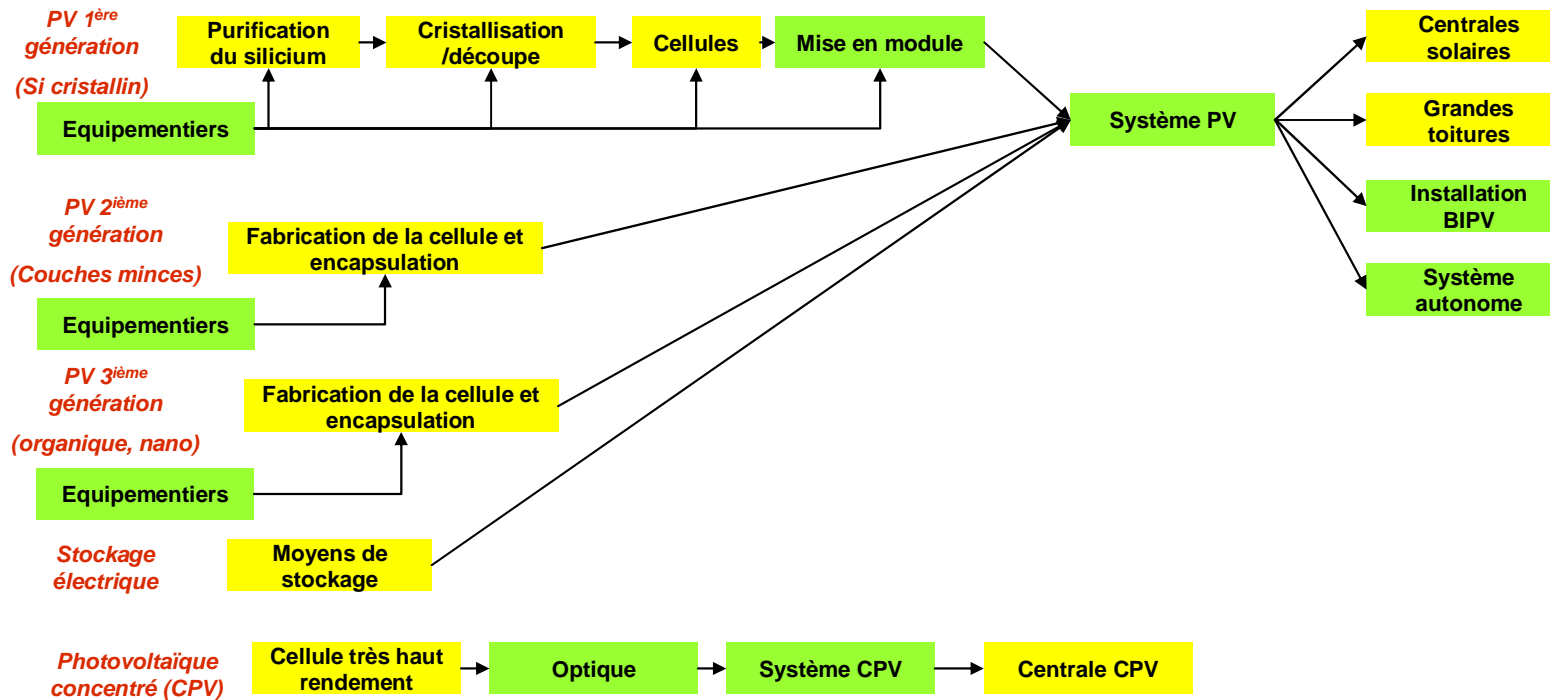 PV 1ère
génération
(Si cristallin)
Purification
du silicium
Cristallisation
/découpe
Cellules
Mise en module
Equipementiers
Système PV
Centrales
solaires
Grandes
toitures
Installation
BIPV
Système
autonome
PV 2ième
génération
(Couches minces)
Fabrication de la cellule et
encapsulation
Equipementiers
PV 3ième
génération
(organique, nano)
Fabrication de la cellule et
encapsulation
Equipementiers
Stockage
électrique
Moyens de
stockage
Photovoltaïque
concentré (CPV)
Cellule très haut
rendement
Optique
Système CPV
Centrale CPV